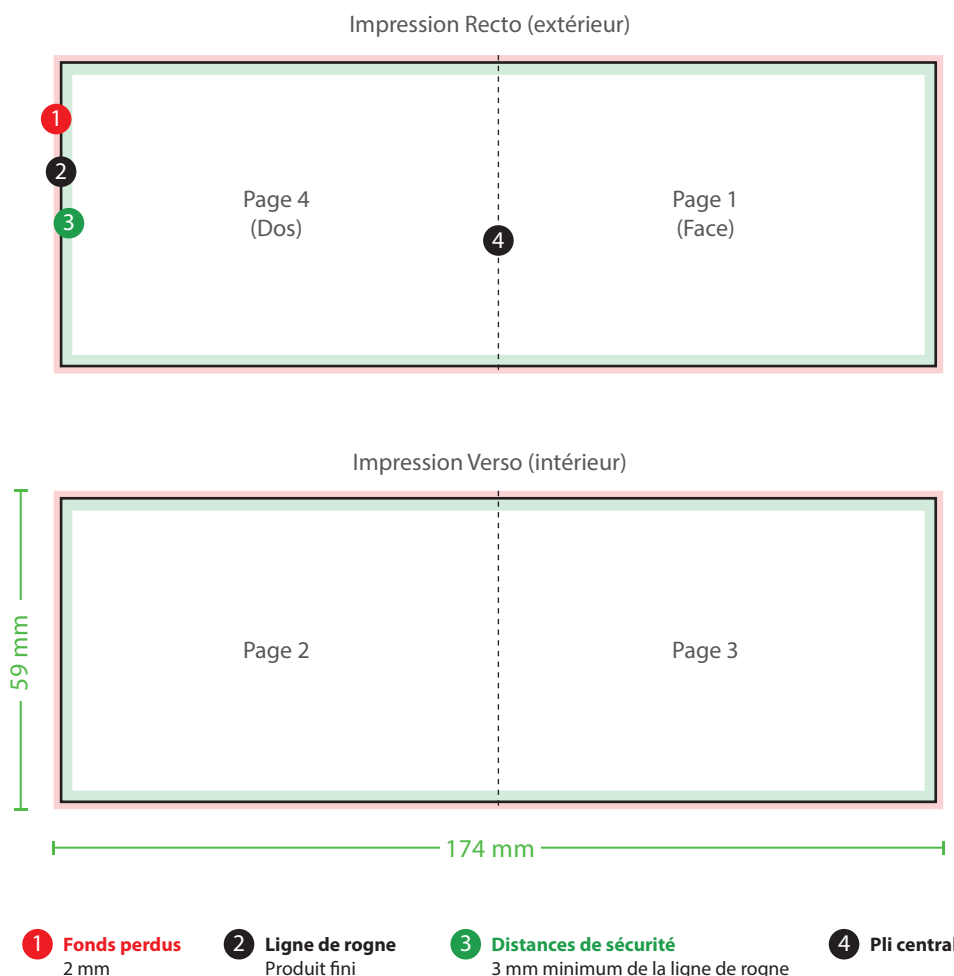 Impression Recto (extérieur)
1
2
3
Page 4
(Dos)
4
Page 1
(Face)
Impression Verso (intérieur)
59 mm
Page 2
Page 3
174 mm
1 Fonds perdus
2 mm
2 Ligne de rogne
Produit fini
3 Distances de sécurité
3 mm minimum de la ligne de rogne
4 Pli central